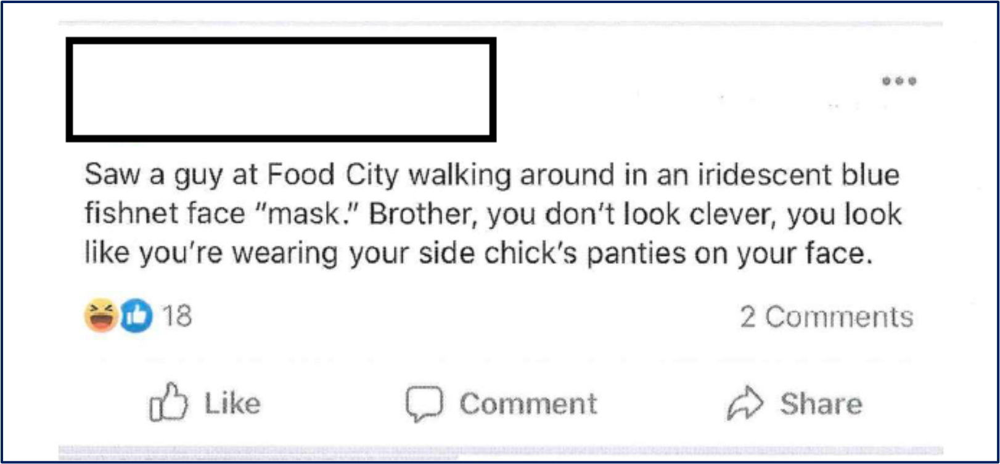 Saw a guy at Food City walking around in an iridescent blue
fishnet face “mask.” Brother, you don’t look clever, you look
like you’re wearing your side chick’s panties on your face.
18
2 Comments
Like
Comment
Share